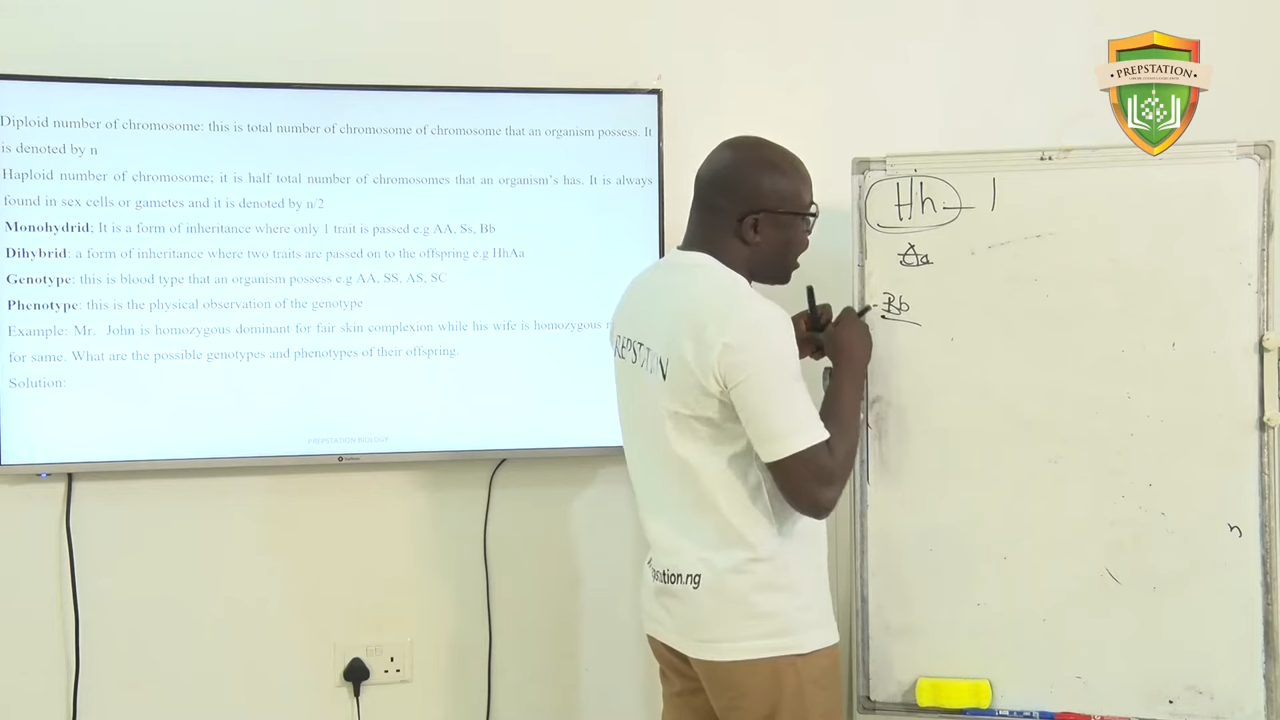 Diploid number of chromosome: this is total number of chromosome of chromosome that an organism possess. It
is denoted by n
Haploid number of chromosome; it is half total number of chromosomes that an organism's has. It is always
found in sex cells or gametes and it is denoted by n/2
Monohydrid; It is a form of inheritance where only 1 trait is passed e.g AA, Ss, Bb
Dihybrid: a form of inheritance where two traits are passed on to the offspring e.g HhAa
Genotype: this is blood type that an organism possess e.g AA, SS, AS, SC
Phenotype: this is the physical observation of the genotype
Example: Mr. John is homozygous dominant for fair skin complexion while his wife is homozygous
for same. What are the possible genotypes and phenotypes of their offspring.
Solution:
PREPSTATION BIOLOGY
PREPSTATION
station.ng
PREPSTATION
Hh – 1
Aa
Bb
n